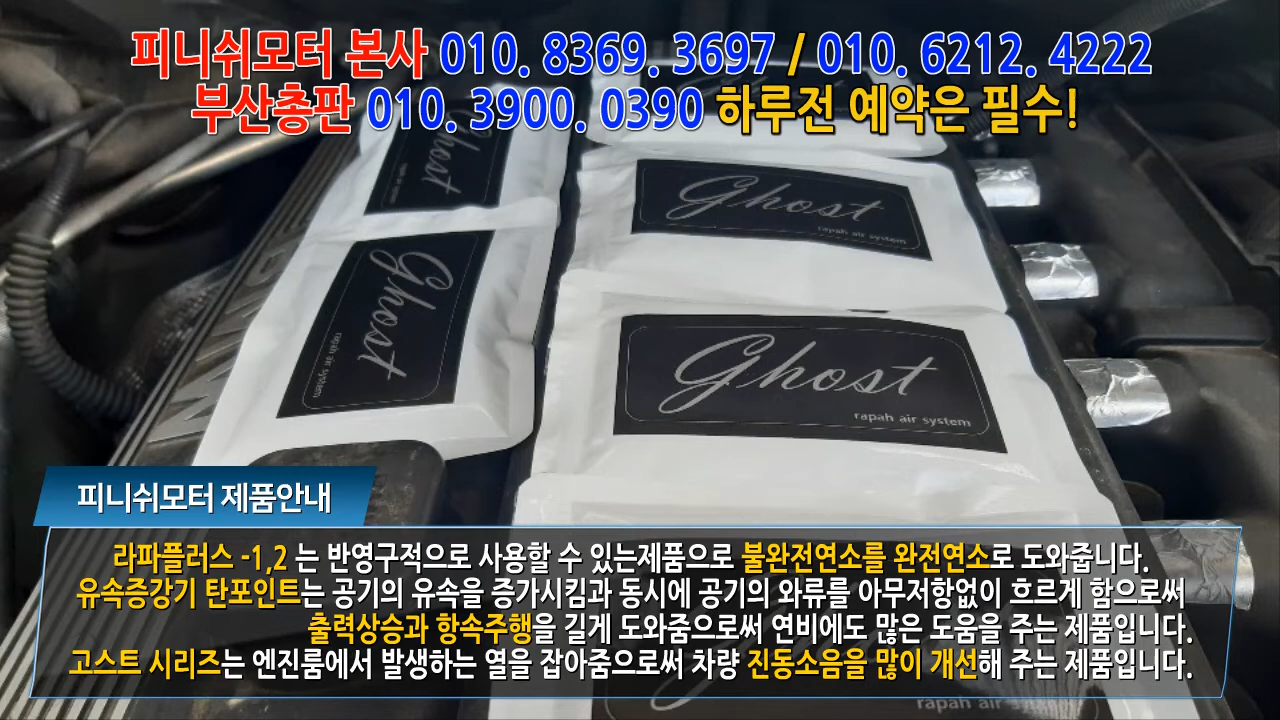 피니쉬모터 본사 010. 8369. 3697 / 010. 6212. 4222
부산총판 010. 3900. 0390 하루전 예약은 필수!
Ghost
rapah air system
Ghost
rapah air system
Ghost
rapah air system
Ghost
rapah air system
피니쉬모터 제품안내
라파플러스 -1,2 는 반영구적으로 사용할 수 있는제품으로 불완전연소를 완전연소로 도와줍니다.
유속증강기 탄포인트는 공기의 유속을 증가시킴과 동시에 공기의 와류를 아무저항없이 흐르게 함으로써
출력상승과 항속주행을 길게 도와줌으로써 연비에도 많은 도움을 주는 제품입니다.
고스트 시리즈는 엔진룸에서 발생하는 열을 잡아줌으로써 차량 진동소음을 많이 개선해 주는 제품입니다.
rapah air